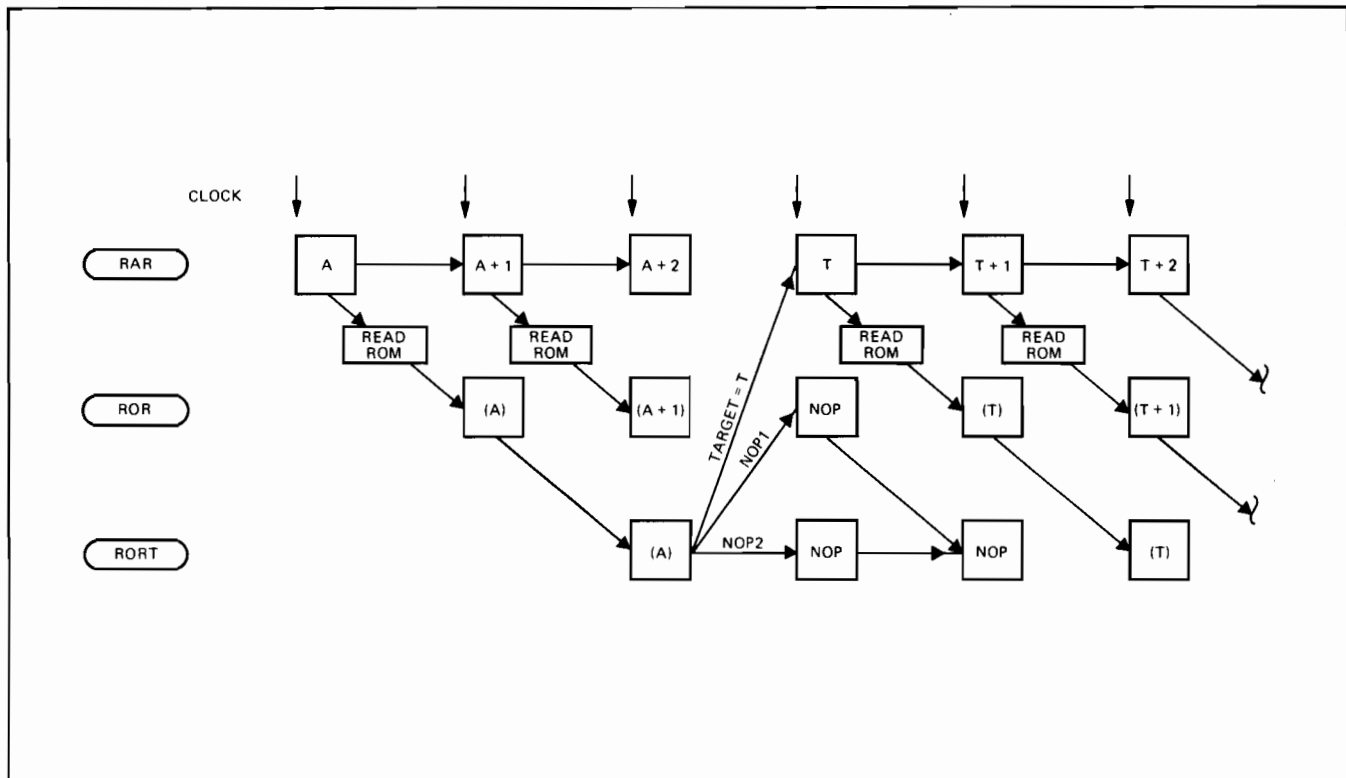 CLOCK
RAR
A
A + 1
A + 2
T
T + 1
T + 2
READ
ROM
READ
ROM
READ
ROM
READ
ROM
TARGET = T
ROR
(A)
(A + 1)
NOP1
NOP
(T)
(T + 1)
RORT
(A)
NOP2
NOP
NOP
(T)